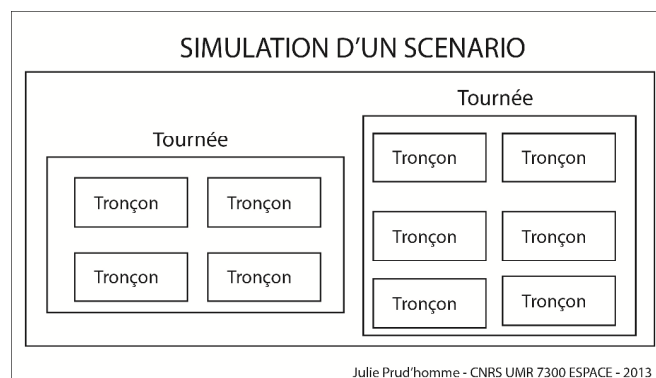 SIMULATION D'UN SCENARIO
Tournée
Tronçon Tronçon
Tronçon Tronçon
Tournée
Tronçon Tronçon
Tronçon Tronçon
Tronçon Tronçon
Julie Prud'homme - CNRS UMR 7300 ESPACE - 2013